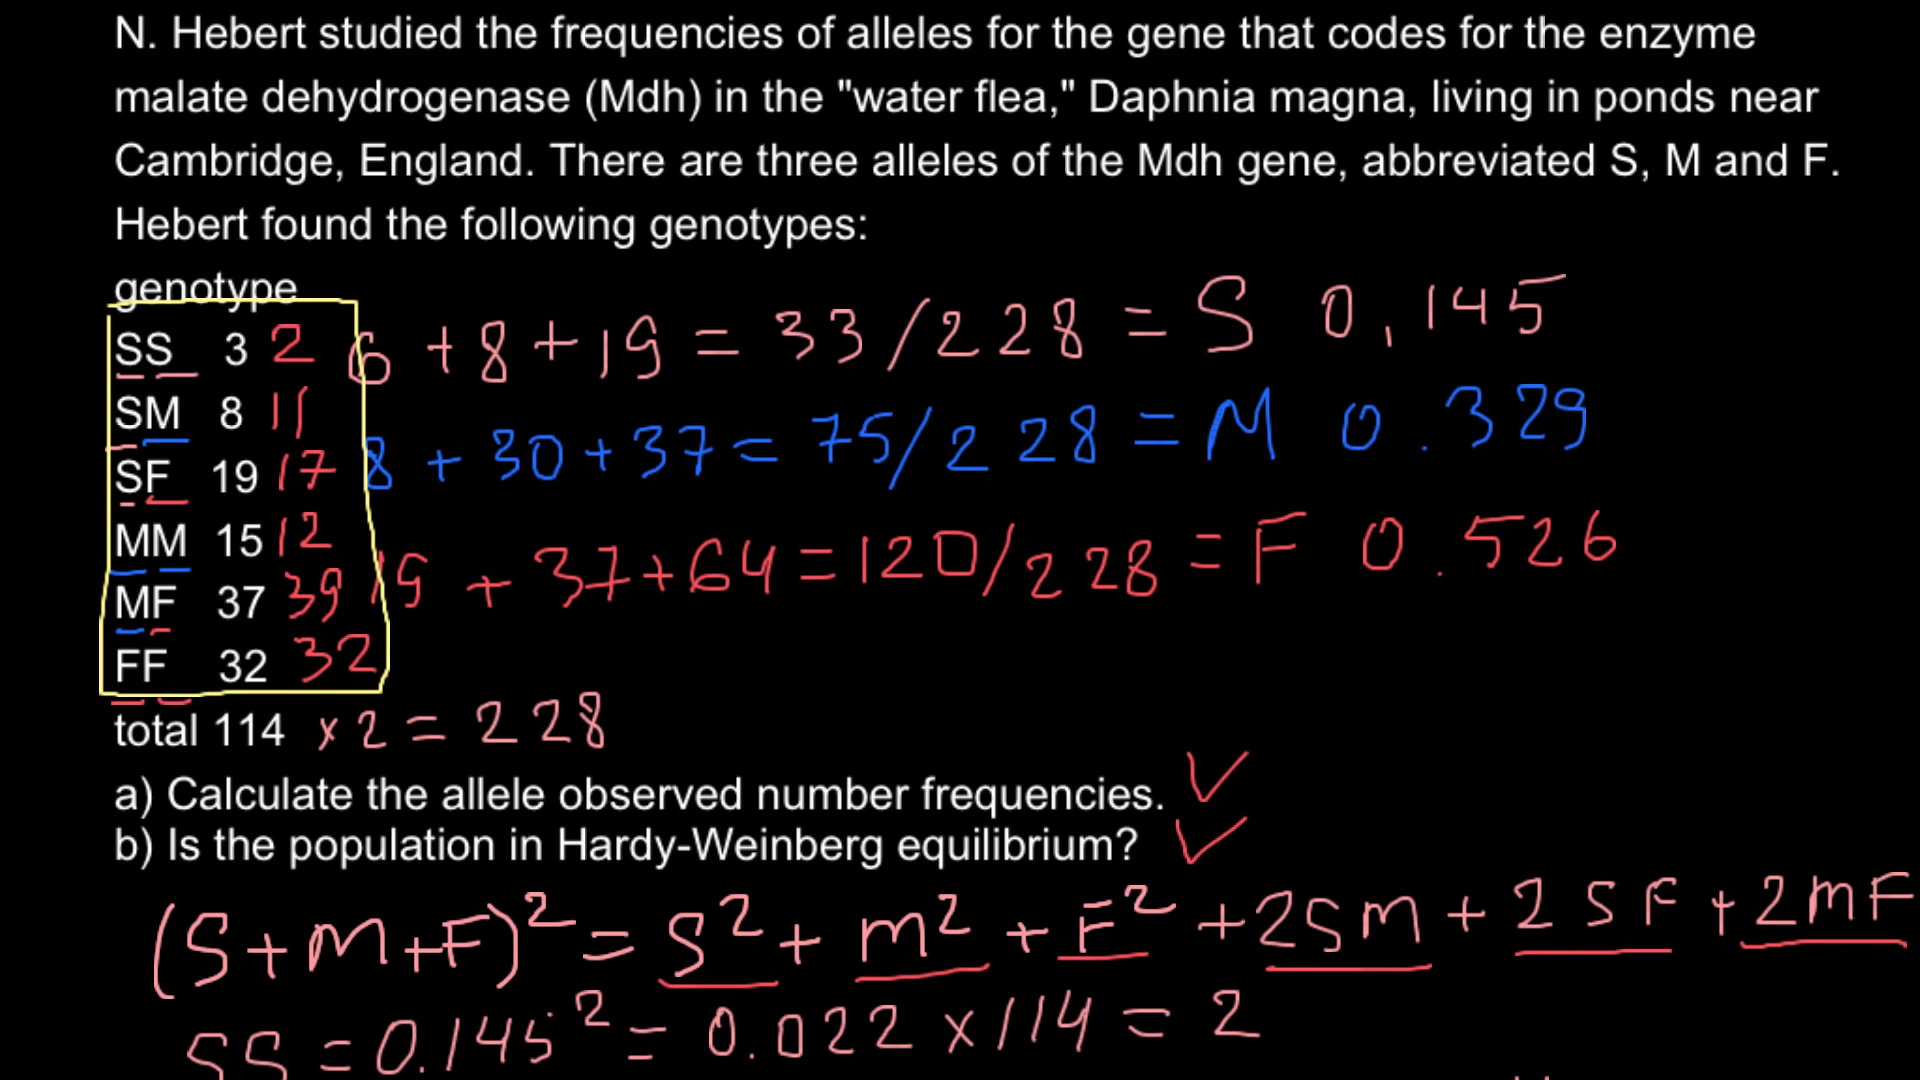 N. Hebert studied the frequencies of alleles for the gene that codes for the enzyme
malate dehydrogenase (Mdh) in the "water flea," Daphnia magna, living in ponds near
Cambridge, England. There are three alleles of the Mdh gene, abbreviated S, M and F.
Hebert found the following genotypes:
genotype
SS 3 2 6 + 8 + 19 = 33/228 = S 0,145
SM 8 11 8 + 30 + 37 = 75/228 = M 0.329
SF 19 17
MM 15 12 19 + 37 + 64 = 120/228 = F 0.526
MF 37 39
FF 32 32
total 114 x 2 = 228
a) Calculate the allele observed number frequencies. ✓
b) Is the population in Hardy-Weinberg equilibrium? ✓
(S+M+F)² = S² + m² + F² + 2SM + 2SF + 2MF
SS = 0.145² = 0.022 x 114 = 2